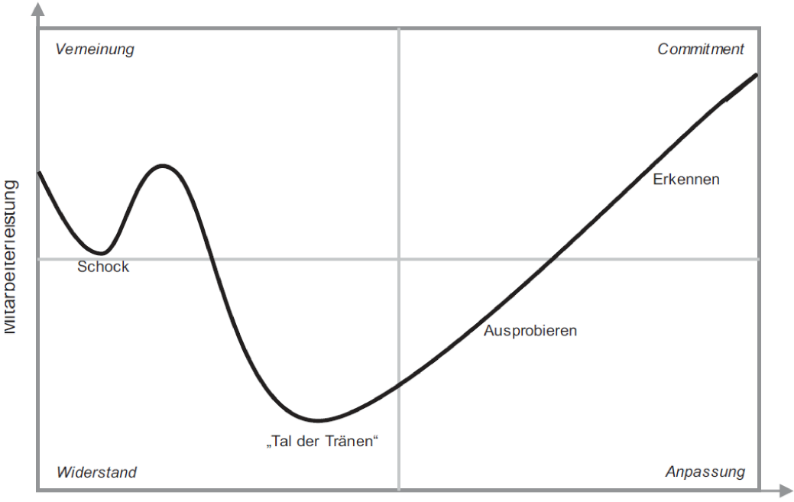 Verneinung
Commitment
Mitarbeiterleistung
Erkennen
Schock
Ausprobieren
„Tal der Tränen“
Widerstand
Anpassung